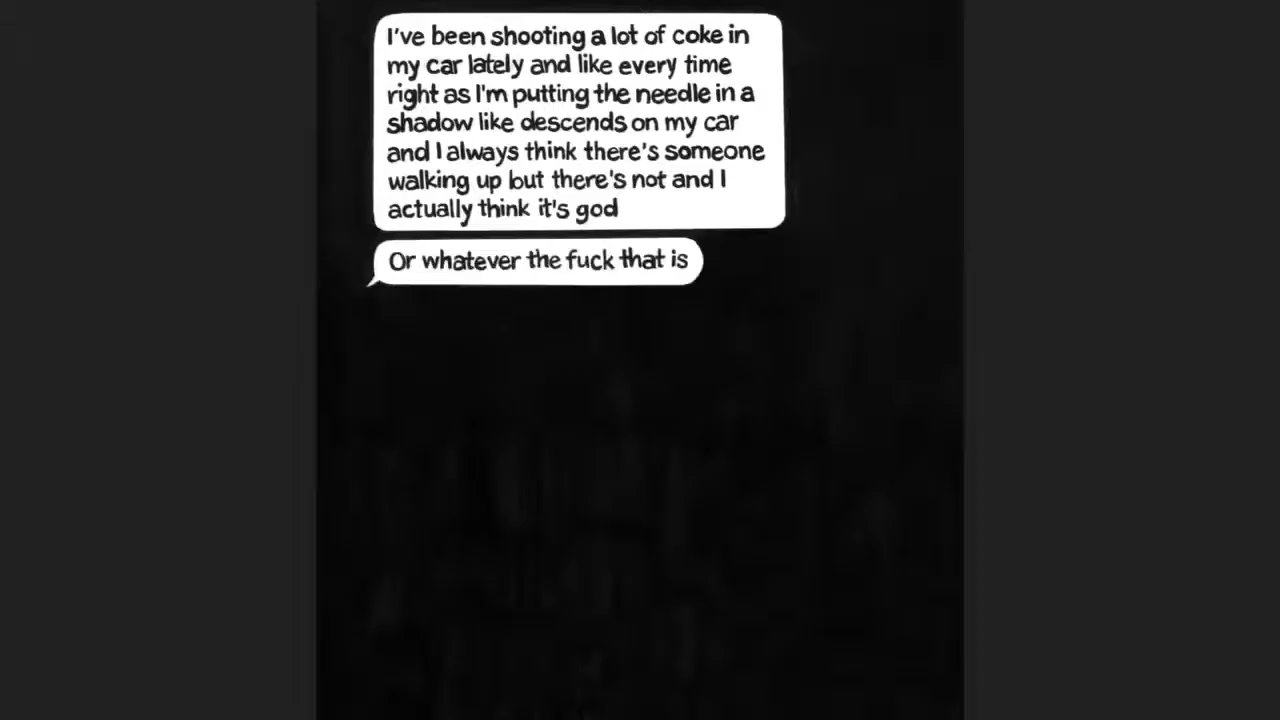 I've been shooting a lot of coke in
my car lately and like every time
right as I'm putting the needle in a
shadow like descends on my car
and I always think there's someone
walking up but there's not and I
actually think it's god
Or whatever the fuck that is